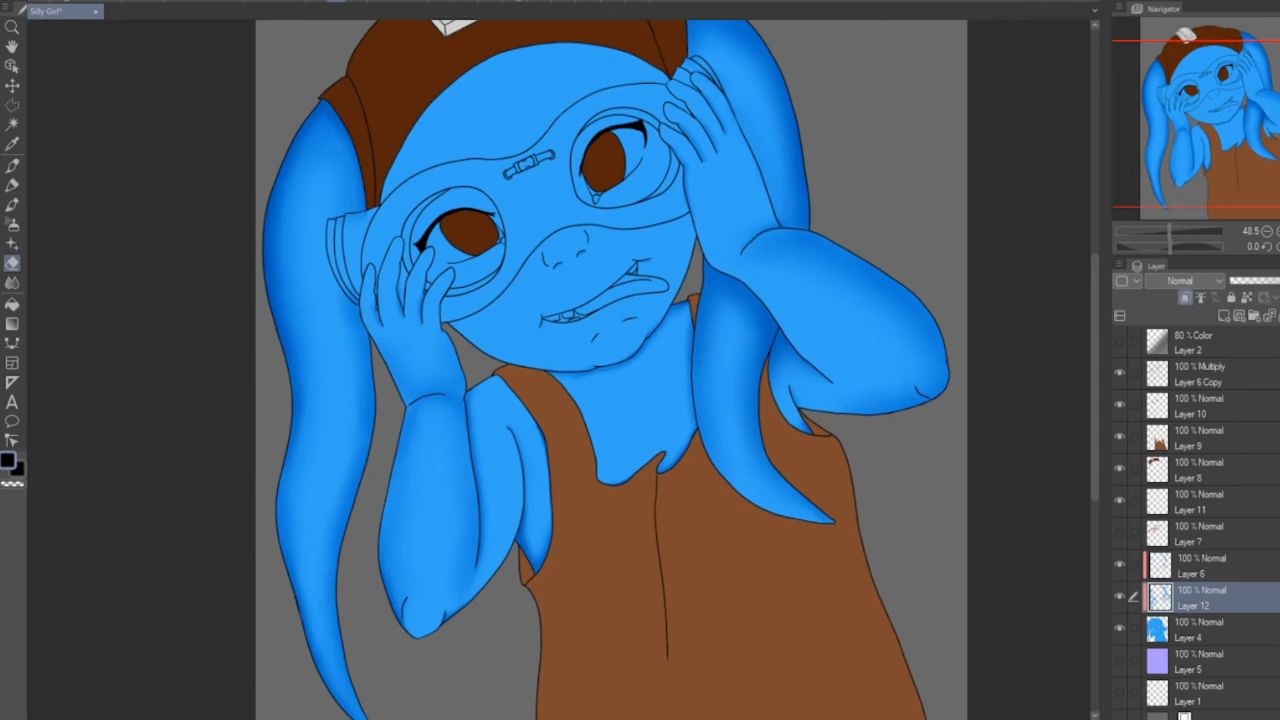 Silly Girl*
Navigator
48.5
0.0
Layer
Normal
80 % Color
Layer 2
100 % Multiply
Layer 6 Copy
100 % Normal
Layer 10
100 % Normal
Layer 9
100 % Normal
Layer 8
100 % Normal
Layer 11
100 % Normal
Layer 7
100 % Normal
Layer 6
100 % Normal
Layer 12
100 % Normal
Layer 4
100 % Normal
Layer 5
100 % Normal
Layer 1